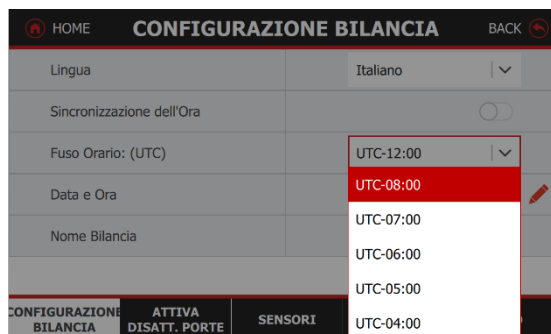 HOME
CONFIGURAZIONE BILANCIA
BACK
Lingua
Italiano
Sincronizzazione dell'Ora
Fuso Orario: (UTC)
UTC-12:00
UTC-08:00
Data e Ora
UTC-07:00
UTC-06:00
Nome Bilancia
UTC-05:00
UTC-04:00
CONFIGURAZIONE
BILANCIA
ATTIVA
DISATT. PORTE
SENSORI